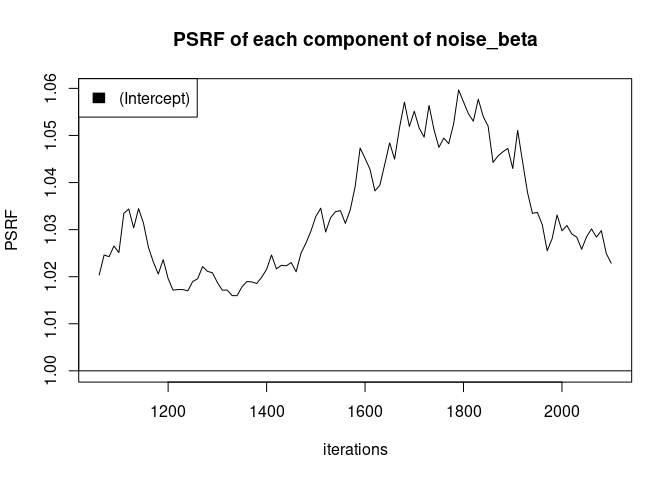 PSRF of each component of noise_beta
(Intercept)
PSRF
1.06
1.05
1.04
1.03
1.02
1.01
1.00
1200 1400 1600 1800 2000
iterations